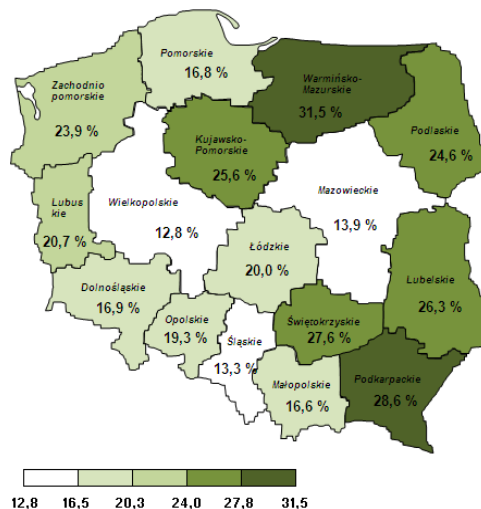 Pomorskie
16,8 %
Warmińsko-
Mazurskie
31,5 %
Zachodnio
pomorskie
23,9 %
Podlaskie
24,6 %
Kujawsko-
Pomorskie
25,6 %
Mazowieckie
13,9 %
Lubus
kie
20,7 %
Wielkopolskie
12,8 %
Łódzkie
20,0 %
Lubelskie
26,3 %
Dolnośląskie
16,9 %
Opolskie
19,3 %
Śląskie
13,3 %
Świętokrzyskie
27,6 %
Małopolskie
16,6 %
Podkarpackie
28,6 %
12,8 16,5 20,3 24,0 27,8 31,5